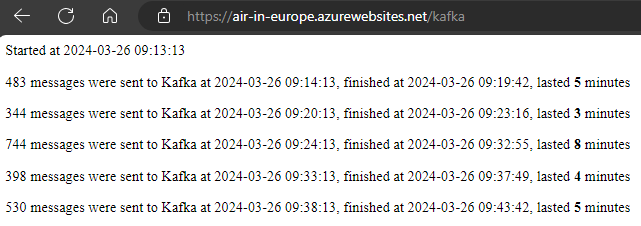 https://air-in-europe.azurewebsites.net/kafka
Started at 2024-03-26 09:13:13
483 messages were sent to Kafka at 2024-03-26 09:14:13, finished at 2024-03-26 09:19:42, lasted 5 minutes
344 messages were sent to Kafka at 2024-03-26 09:20:13, finished at 2024-03-26 09:23:16, lasted 3 minutes
744 messages were sent to Kafka at 2024-03-26 09:24:13, finished at 2024-03-26 09:32:55, lasted 8 minutes
398 messages were sent to Kafka at 2024-03-26 09:33:13, finished at 2024-03-26 09:37:49, lasted 4 minutes
530 messages were sent to Kafka at 2024-03-26 09:38:13, finished at 2024-03-26 09:43:42, lasted 5 minutes